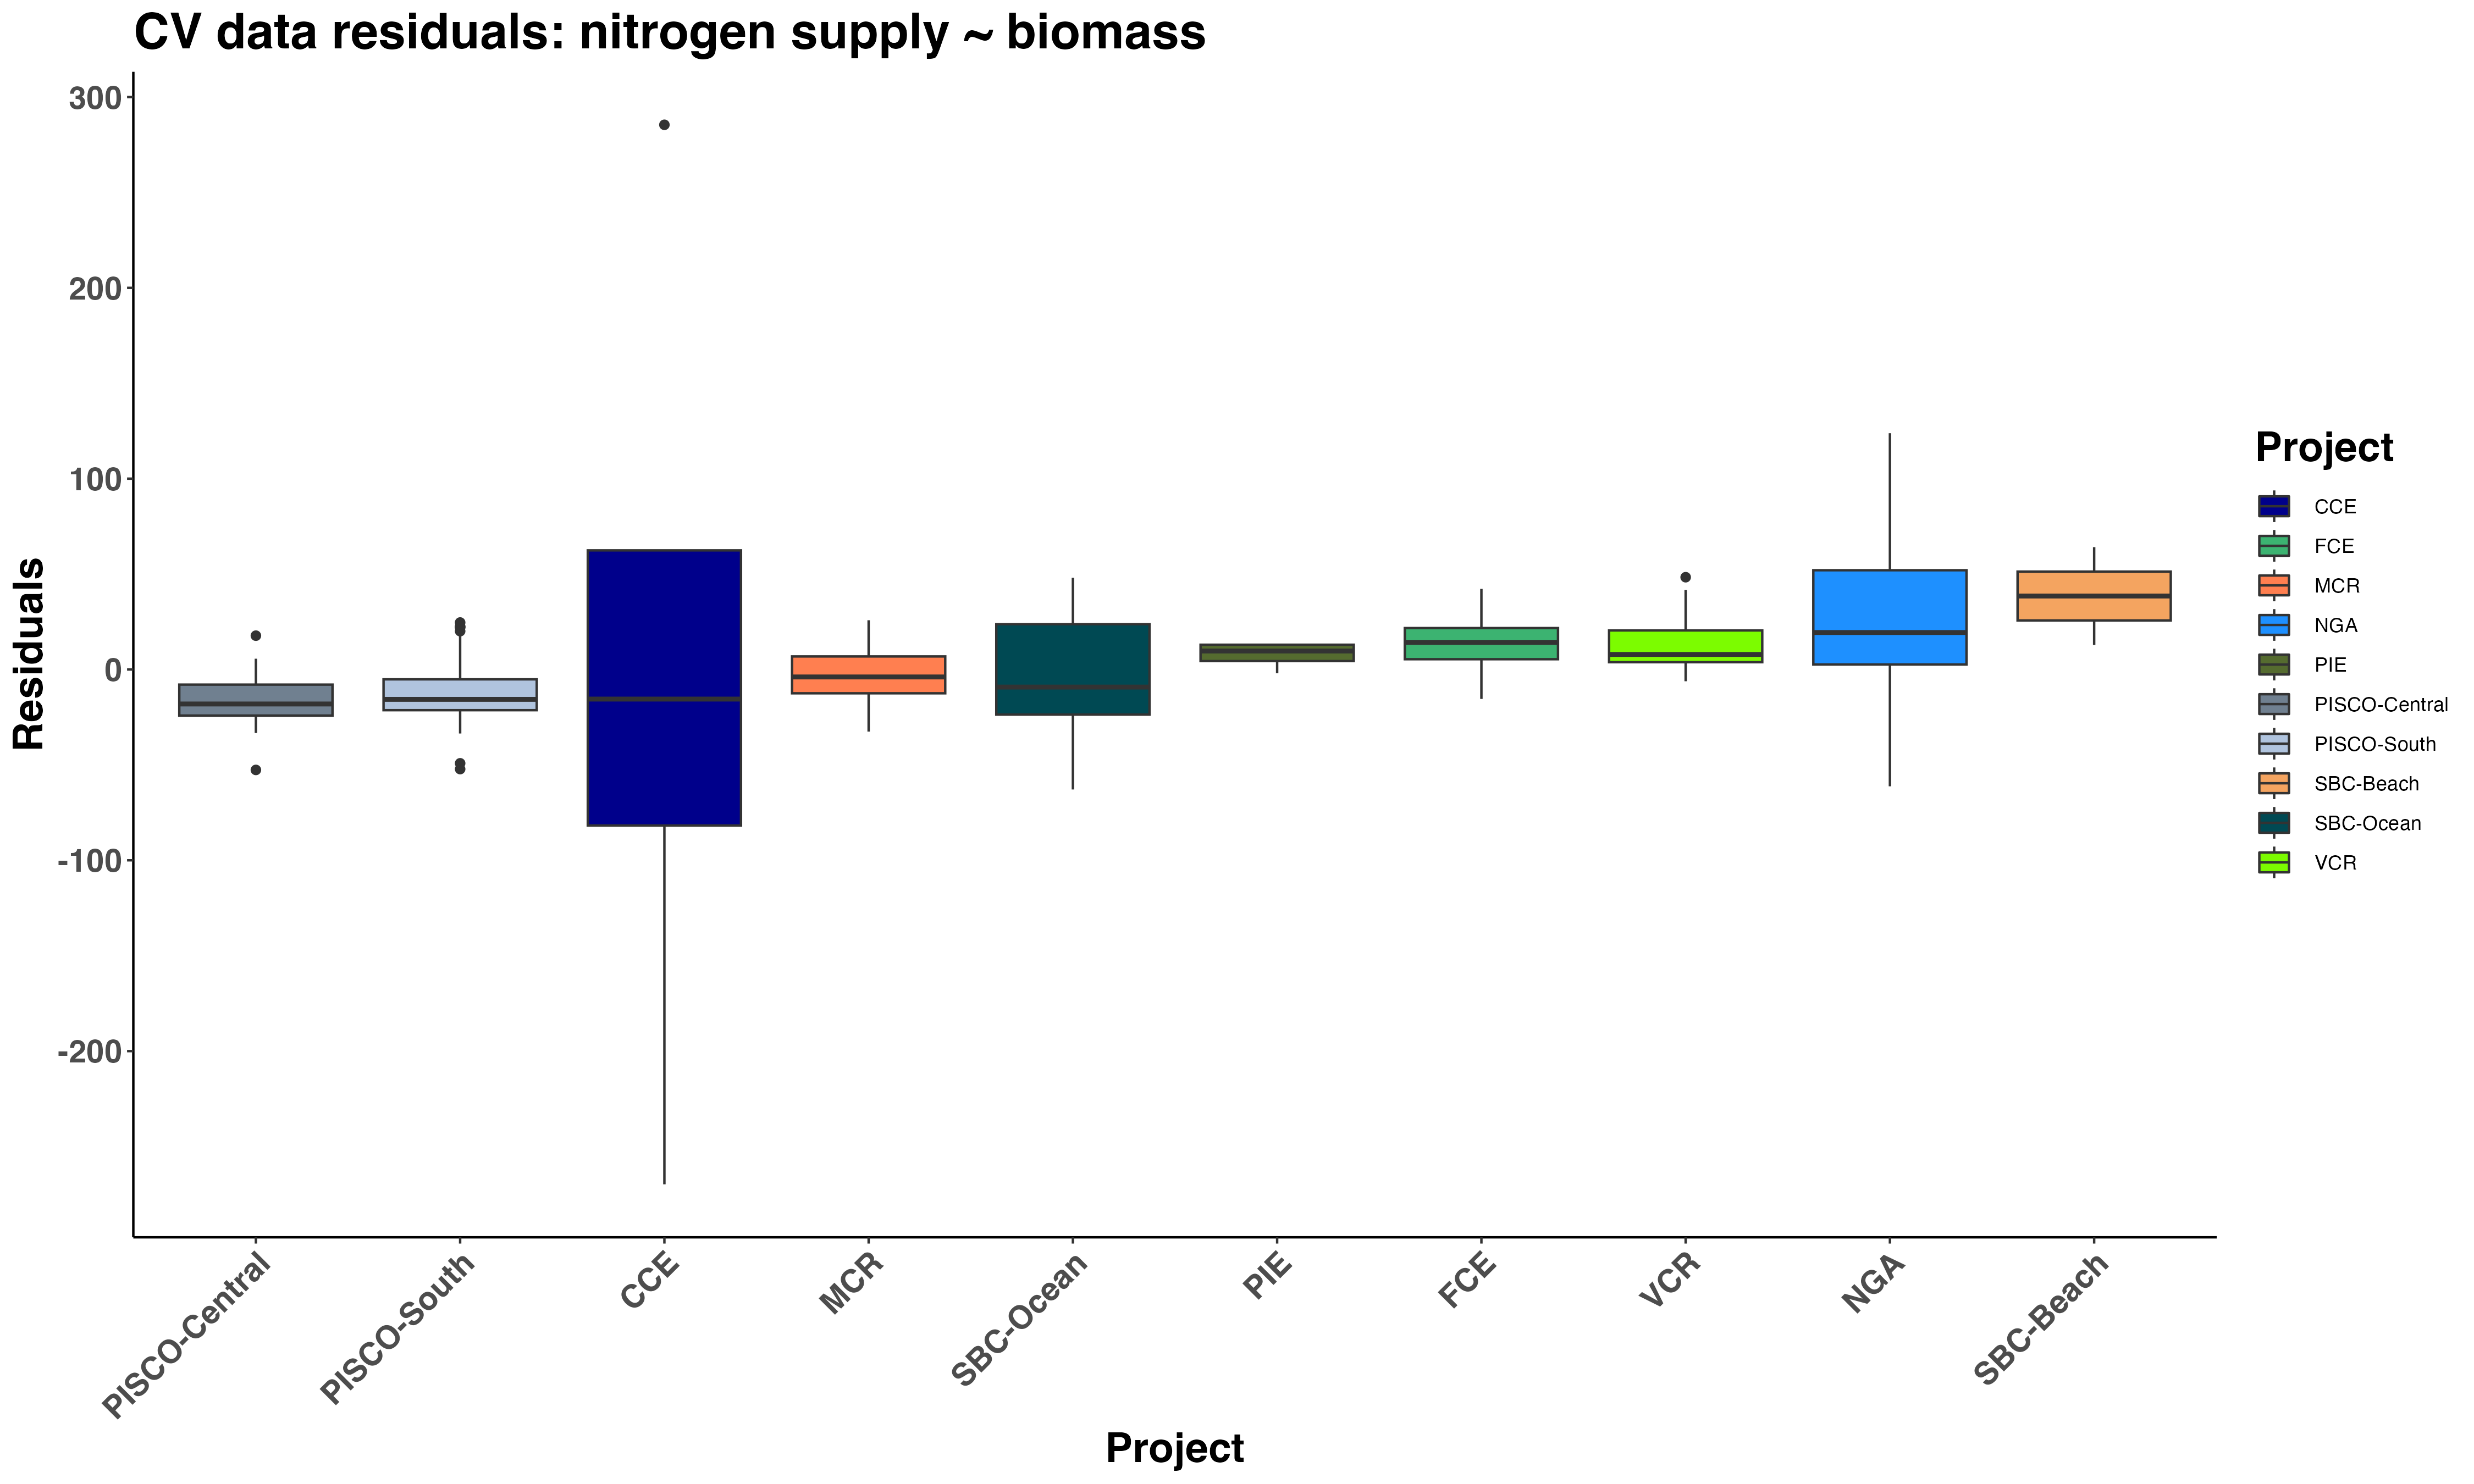 CV data residuals: nitrogen supply ~ biomass
300
200
100
0
-100
-200
Residuals
PISCO-Central
PISCO-South
CCE
MCR
SBC-Ocean
PIE
FCE
VCR
NGA
SBC-Beach
Project
Project
CCE
FCE
MCR
NGA
PIE
PISCO-Central
PISCO-South
SBC-Beach
SBC-Ocean
VCR